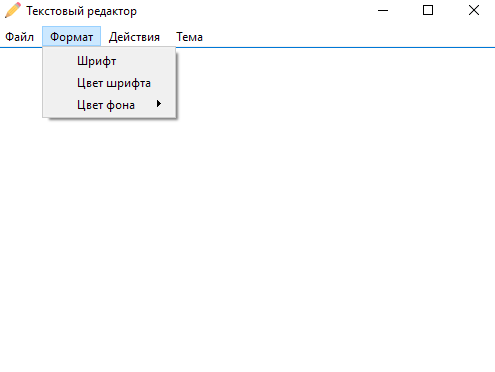 Текстовый редактор
Файл Формат Действия Тема
Шрифт
Цвет шрифта
Цвет фона